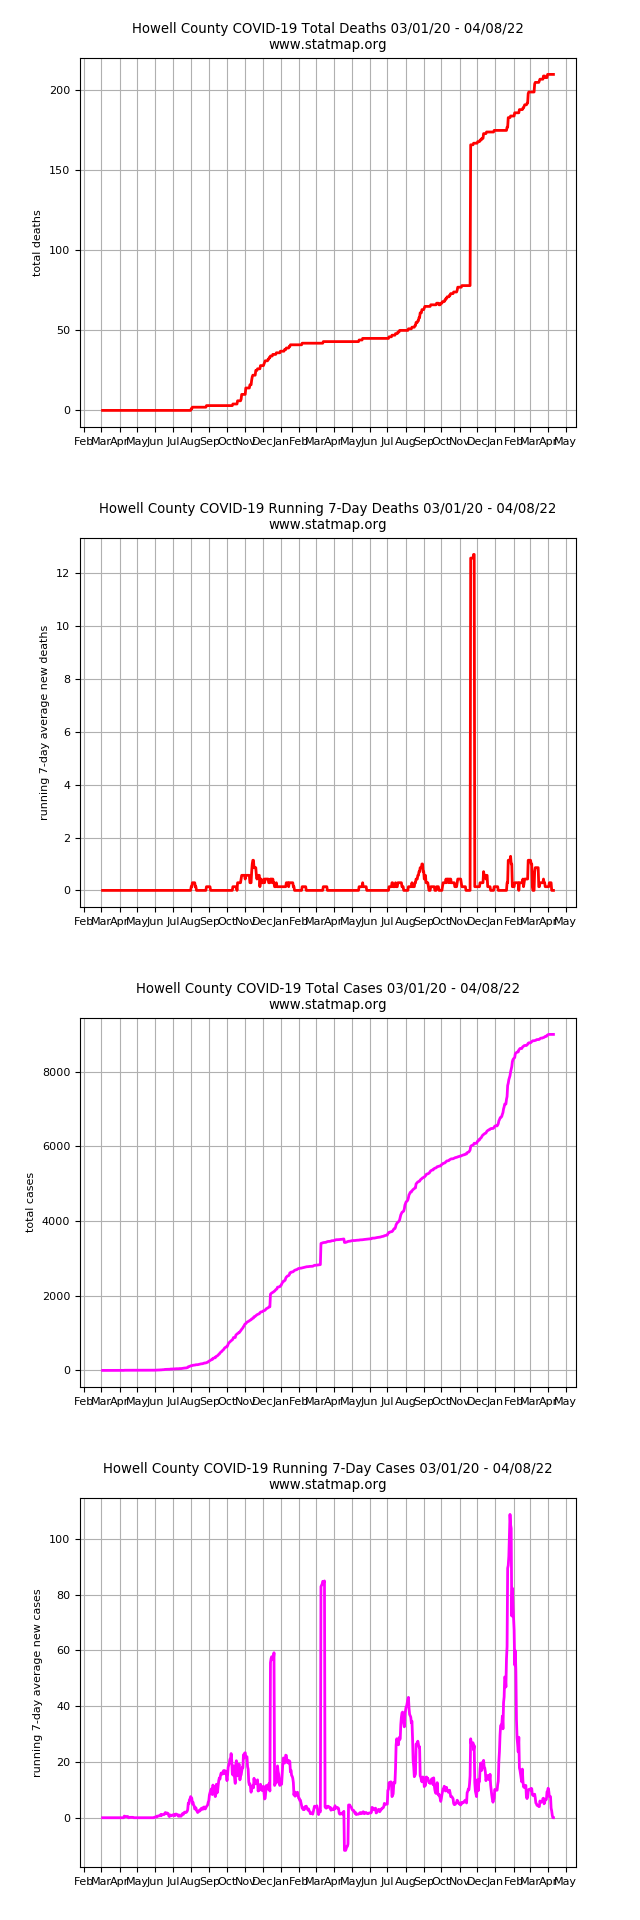 Howell County COVID-19 Total Deaths 03/01/20 - 04/08/22
www.statmap.org
200
150
100
50
0
total deaths
Feb Mar Apr May Jun Jul Aug Sep Oct Nov Dec Jan Feb Mar Apr May Jun Jul Aug Sep Oct Nov Dec Jan Feb Mar Apr May
Howell County COVID-19 Running 7-Day Deaths 03/01/20 - 04/08/22
www.statmap.org
12
10
8
6
4
2
0
running 7-day average new deaths
Feb Mar Apr May Jun Jul Aug Sep Oct Nov Dec Jan Feb Mar Apr May Jun Jul Aug Sep Oct Nov Dec Jan Feb Mar Apr May
Howell County COVID-19 Total Cases 03/01/20 - 04/08/22
www.statmap.org
8000
6000
4000
2000
0
total cases
Feb Mar Apr May Jun Jul Aug Sep Oct Nov Dec Jan Feb Mar Apr May Jun Jul Aug Sep Oct Nov Dec Jan Feb Mar Apr May
Howell County COVID-19 Running 7-Day Cases 03/01/20 - 04/08/22
www.statmap.org
100
80
60
40
20
0
running 7-day average new cases
Feb Mar Apr May Jun Jul Aug Sep Oct Nov Dec Jan Feb Mar Apr May Jun Jul Aug Sep Oct Nov Dec Jan Feb Mar Apr May